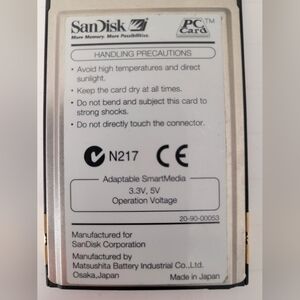 SanDisk
More Memory. More Possibilities.
PC Card™
HANDLING PRECAUTIONS
• Avoid high temperatures and direct
sunlight.
• Keep the card dry at all times.
• Do not bend and subject this card to
strong shocks.
• Do not directly touch the connector.
N217 CE
Adaptable SmartMedia
3.3V, 5V
Operation Voltage
20-90-00053
Manufactured for
SanDisk Corporation
Manufactured by
Matsushita Battery Industrial Co., Ltd.
Osaka, Japan
Made in Japan